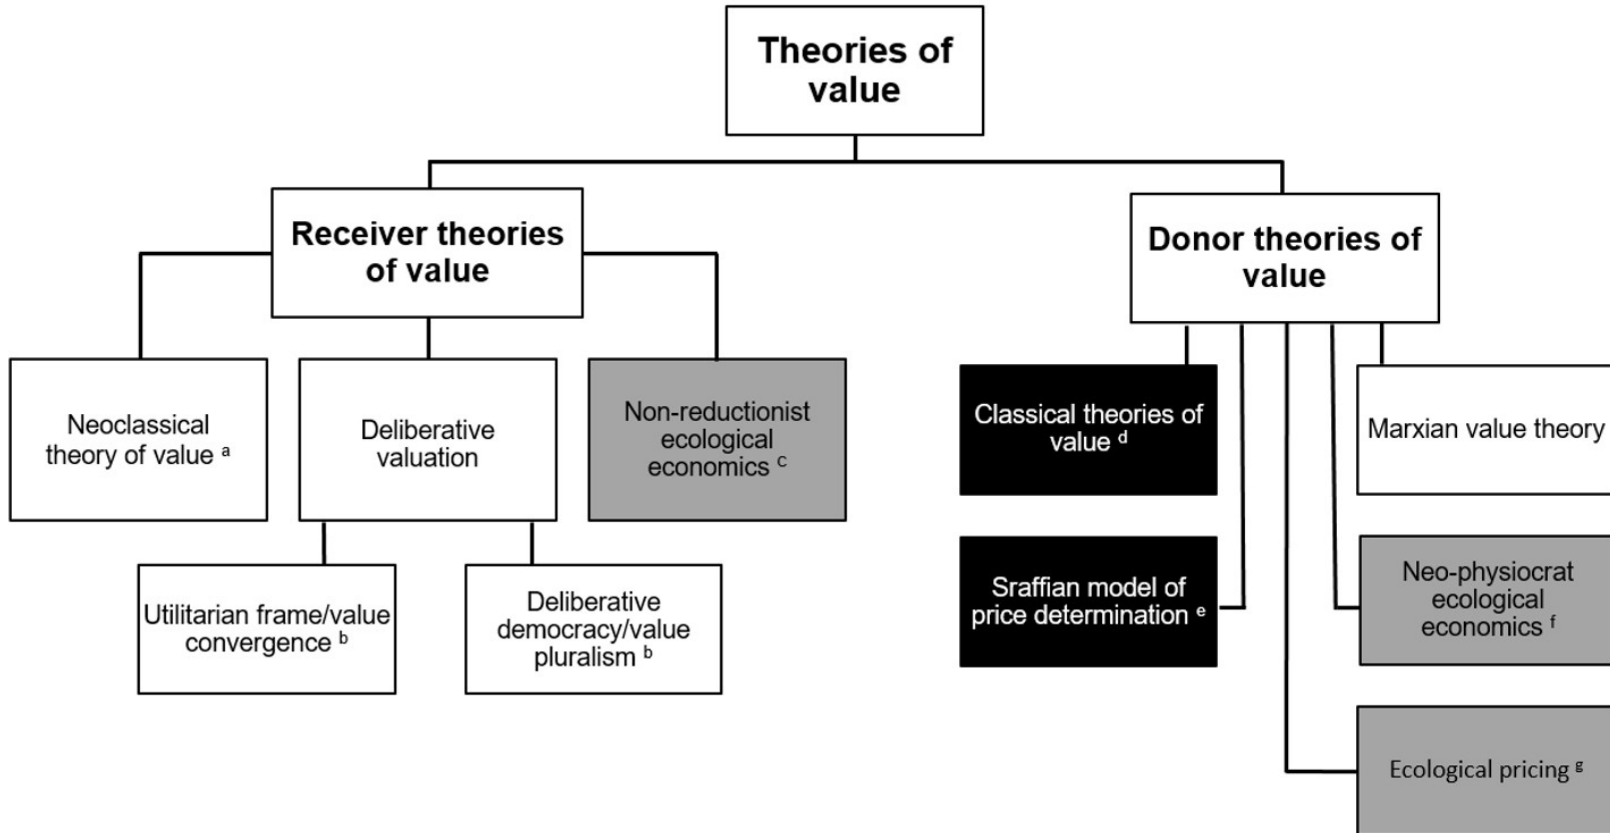 Theories of
value
Receiver theories
of value
Donor theories of
value
Neoclassical
theory of value a
Deliberative
valuation
Non-reductionist
ecological
economics c
Classical theories of
value d
Marxian value theory
Utilitarian frame/value
convergence b
Deliberative
democracy/value
pluralism b
Sraffian model of
price determination e
Neo-physiocrat
ecological
economics f
Ecological pricing g